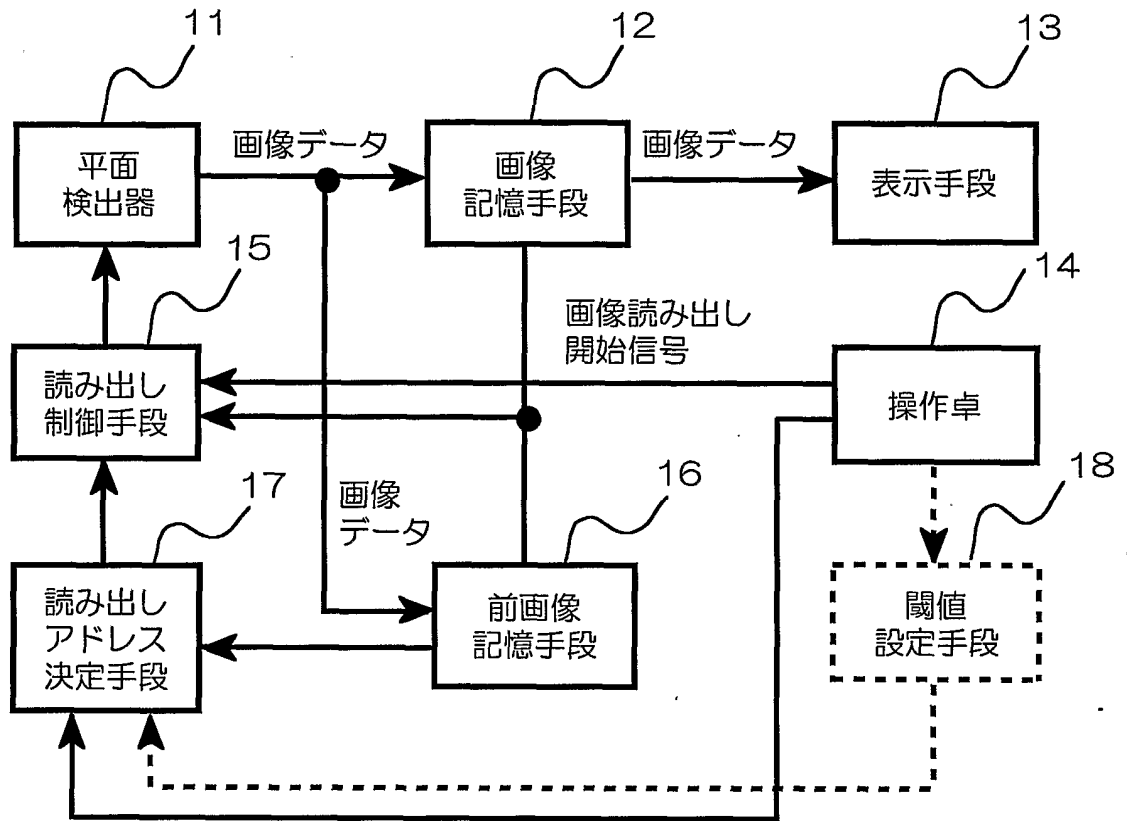 11
12
13
平面
検出器
画像データ
画像
記憶手段
画像データ
表示手段
15
14
読み出し
制御手段
画像読み出し
開始信号
操作卓
17
画像
データ
16
18
読み出し
アドレス
決定手段
前画像
記憶手段
閾値
設定手段